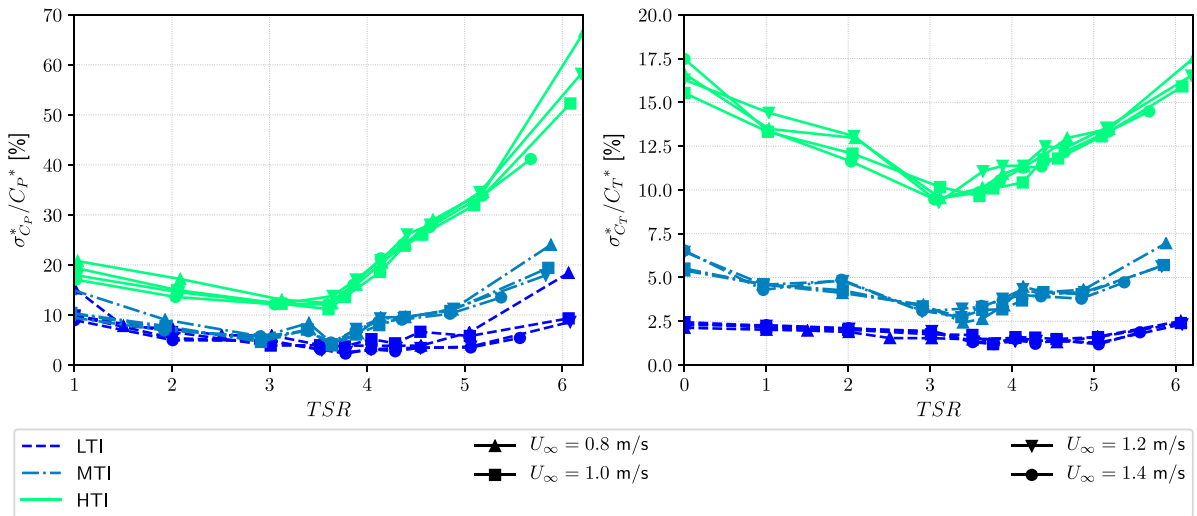 70
60
50
40
30
20
10
0
σ*_{C_P}/C_P* [%]
1 2 3 4 5 6
TSR
20.0
17.5
15.0
12.5
10.0
7.5
5.0
2.5
0.0
σ*_{C_T}/C_T* [%]
0 1 2 3 4 5 6
TSR
LTI
MTI
HTI
U∞ = 0.8 m/s
U∞ = 1.0 m/s
U∞ = 1.2 m/s
U∞ = 1.4 m/s